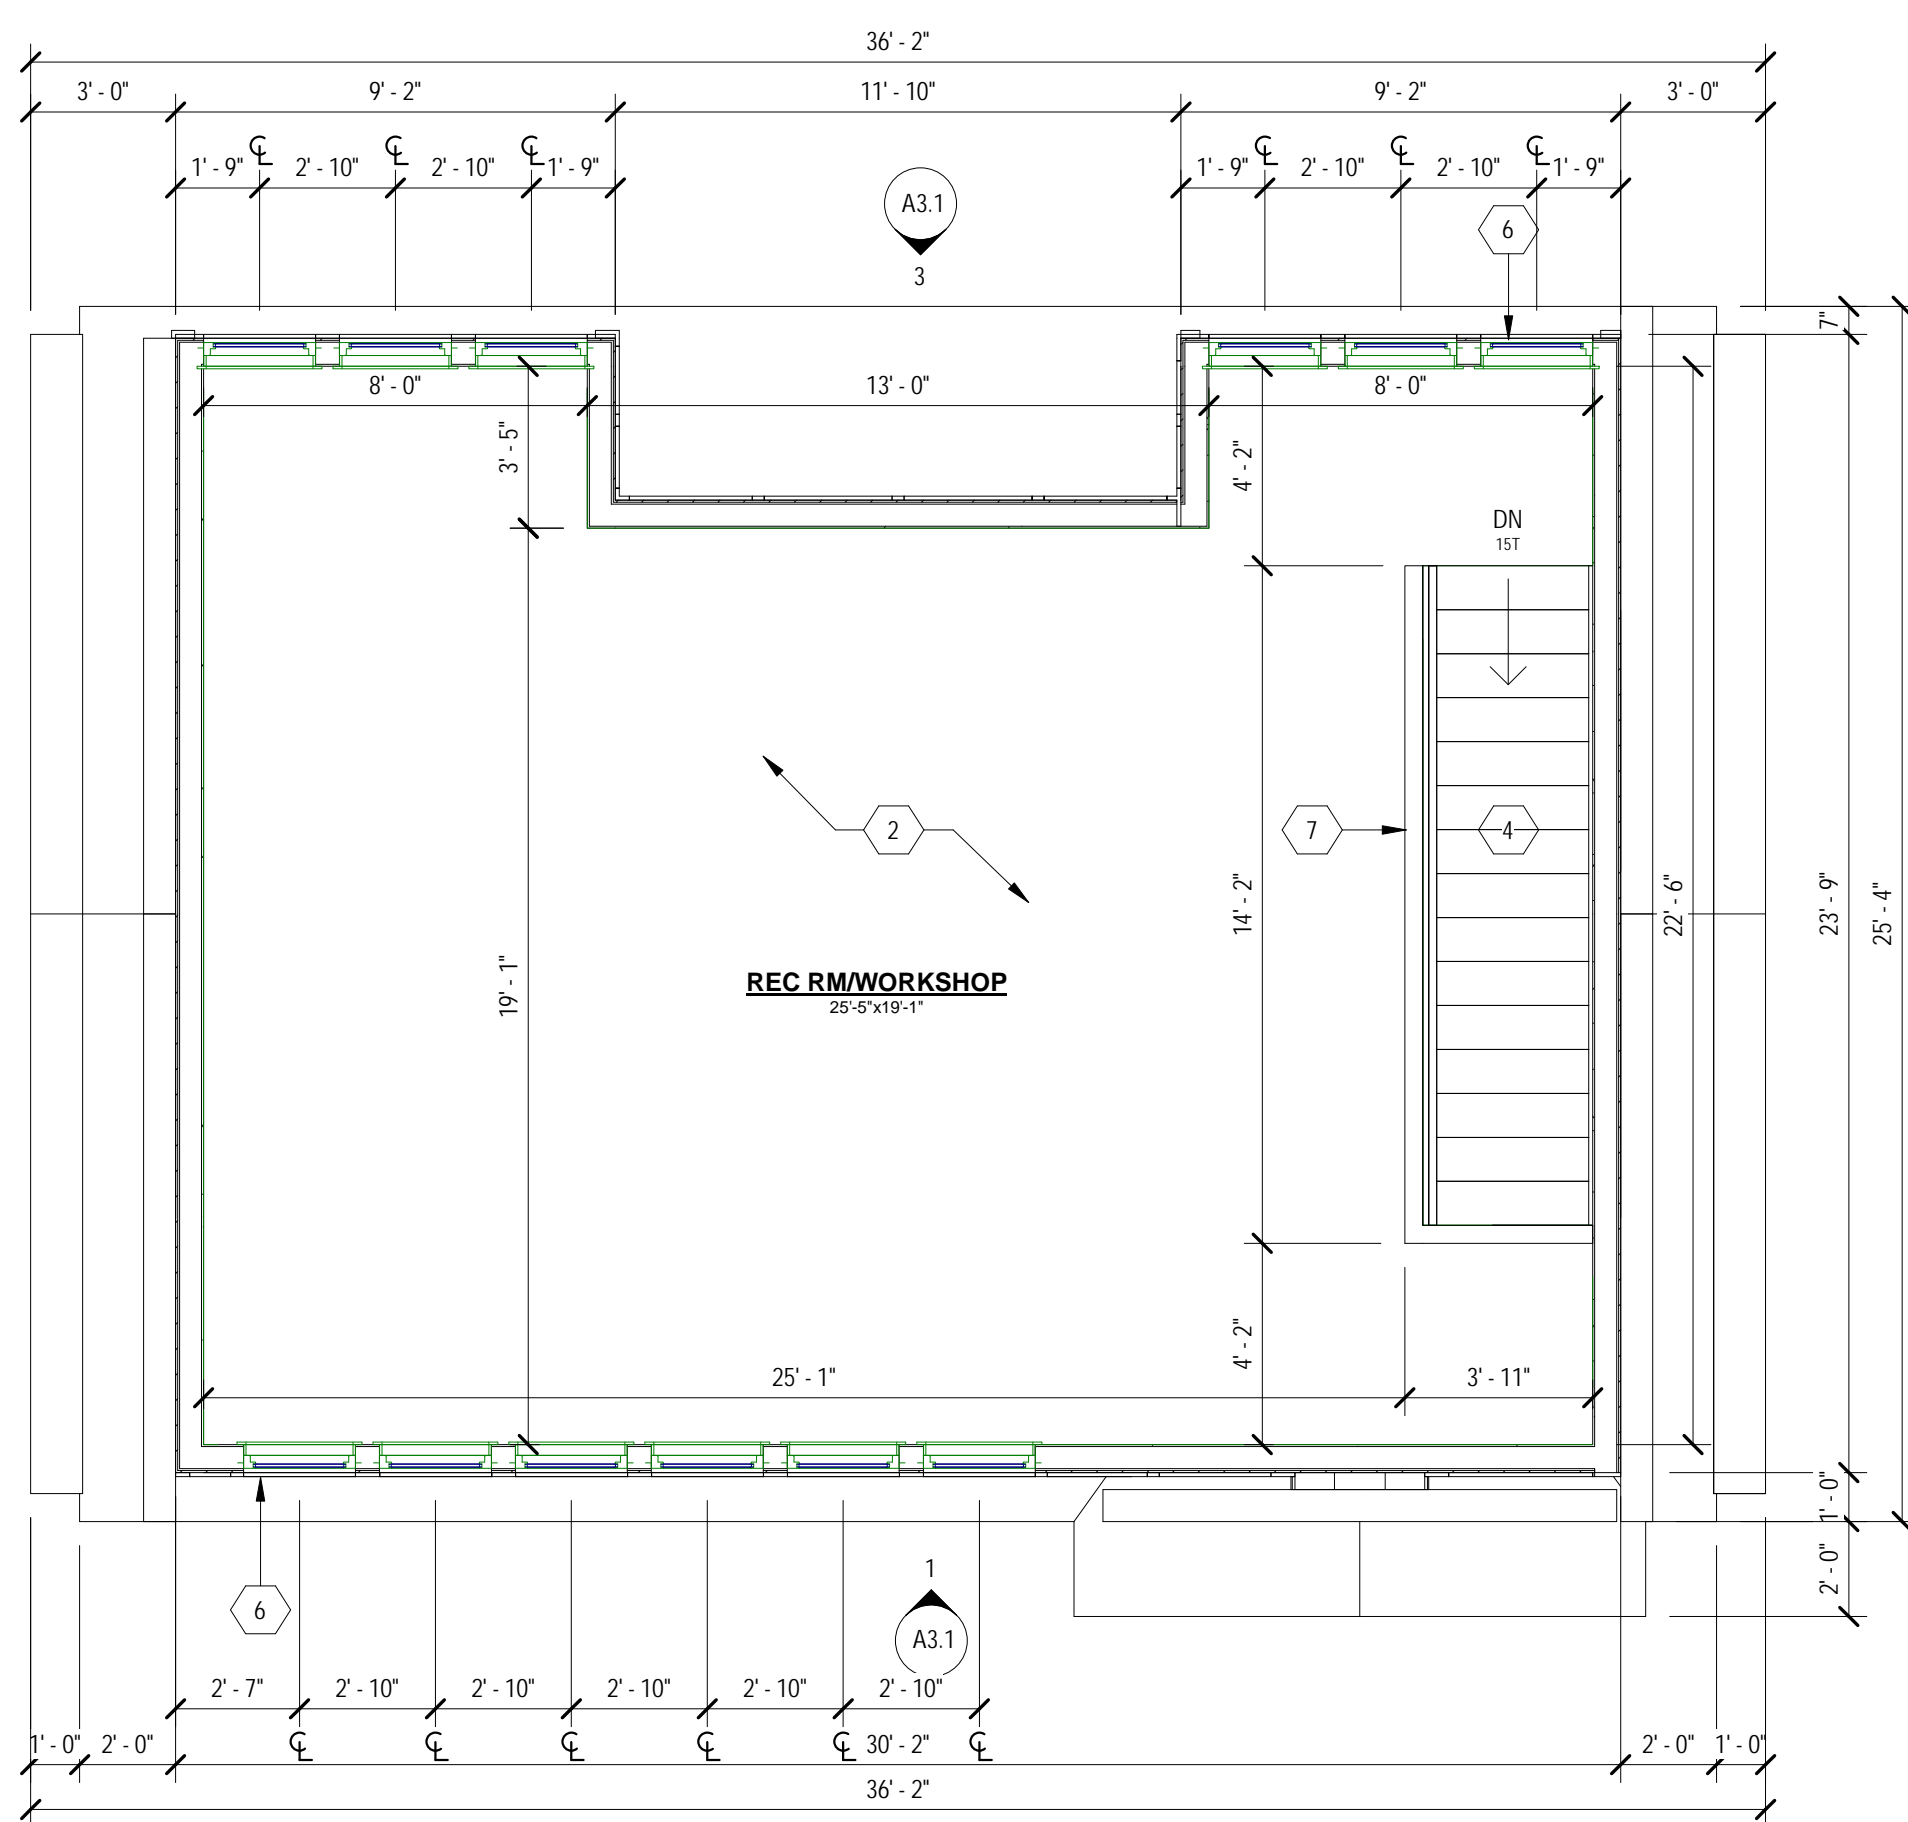 36' - 2"
3' - 0" 9' - 2" 11' - 10" 9' - 2" 3' - 0"
1' - 9" 2' - 10" 2' - 10" 1' - 9" 1' - 9" 2' - 10" 2' - 10" 1' - 9"
A3.1
3
6
7"
8' - 0" 13' - 0" 8' - 0"
3' - 5"
4' - 2"
DN
15T
2
7
4
14' - 2"
22' - 6"
23' - 9"
25' - 4"
19' - 1"
REC RM/WORKSHOP
25'-5"x19'-1"
4' - 2"
25' - 1" 3' - 11"
1' - 0"
2' - 0"
1
6
A3.1
2' - 7" 2' - 10" 2' - 10" 2' - 10" 2' - 10" 2' - 10"
1' - 0" 2' - 0" 30' - 2" 2' - 0" 1' - 0"
36' - 2"